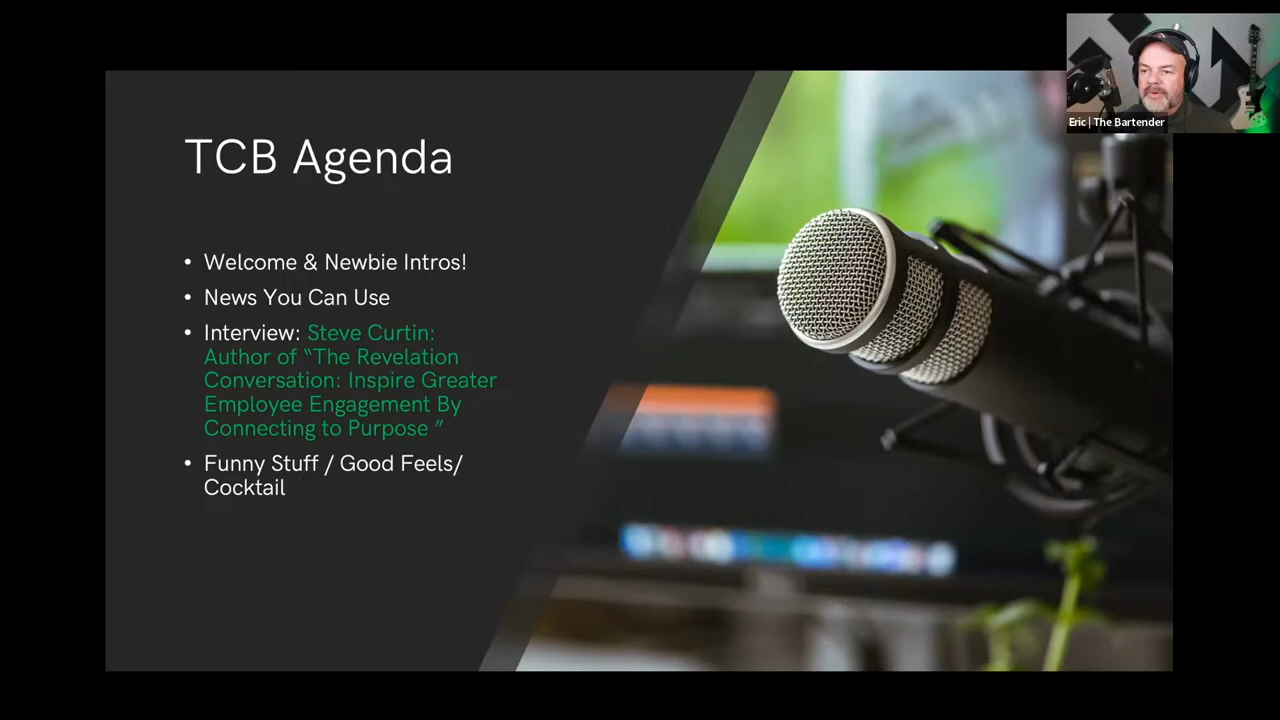 TCB Agenda
Eric | The Bartender
• Welcome & Newbie Intros!
• News You Can Use
• Interview: Steve Curtin:
Author of “The Revelation
Conversation: Inspire Greater
Employee Engagement By
Connecting to Purpose ”
• Funny Stuff / Good Feels/
Cocktail